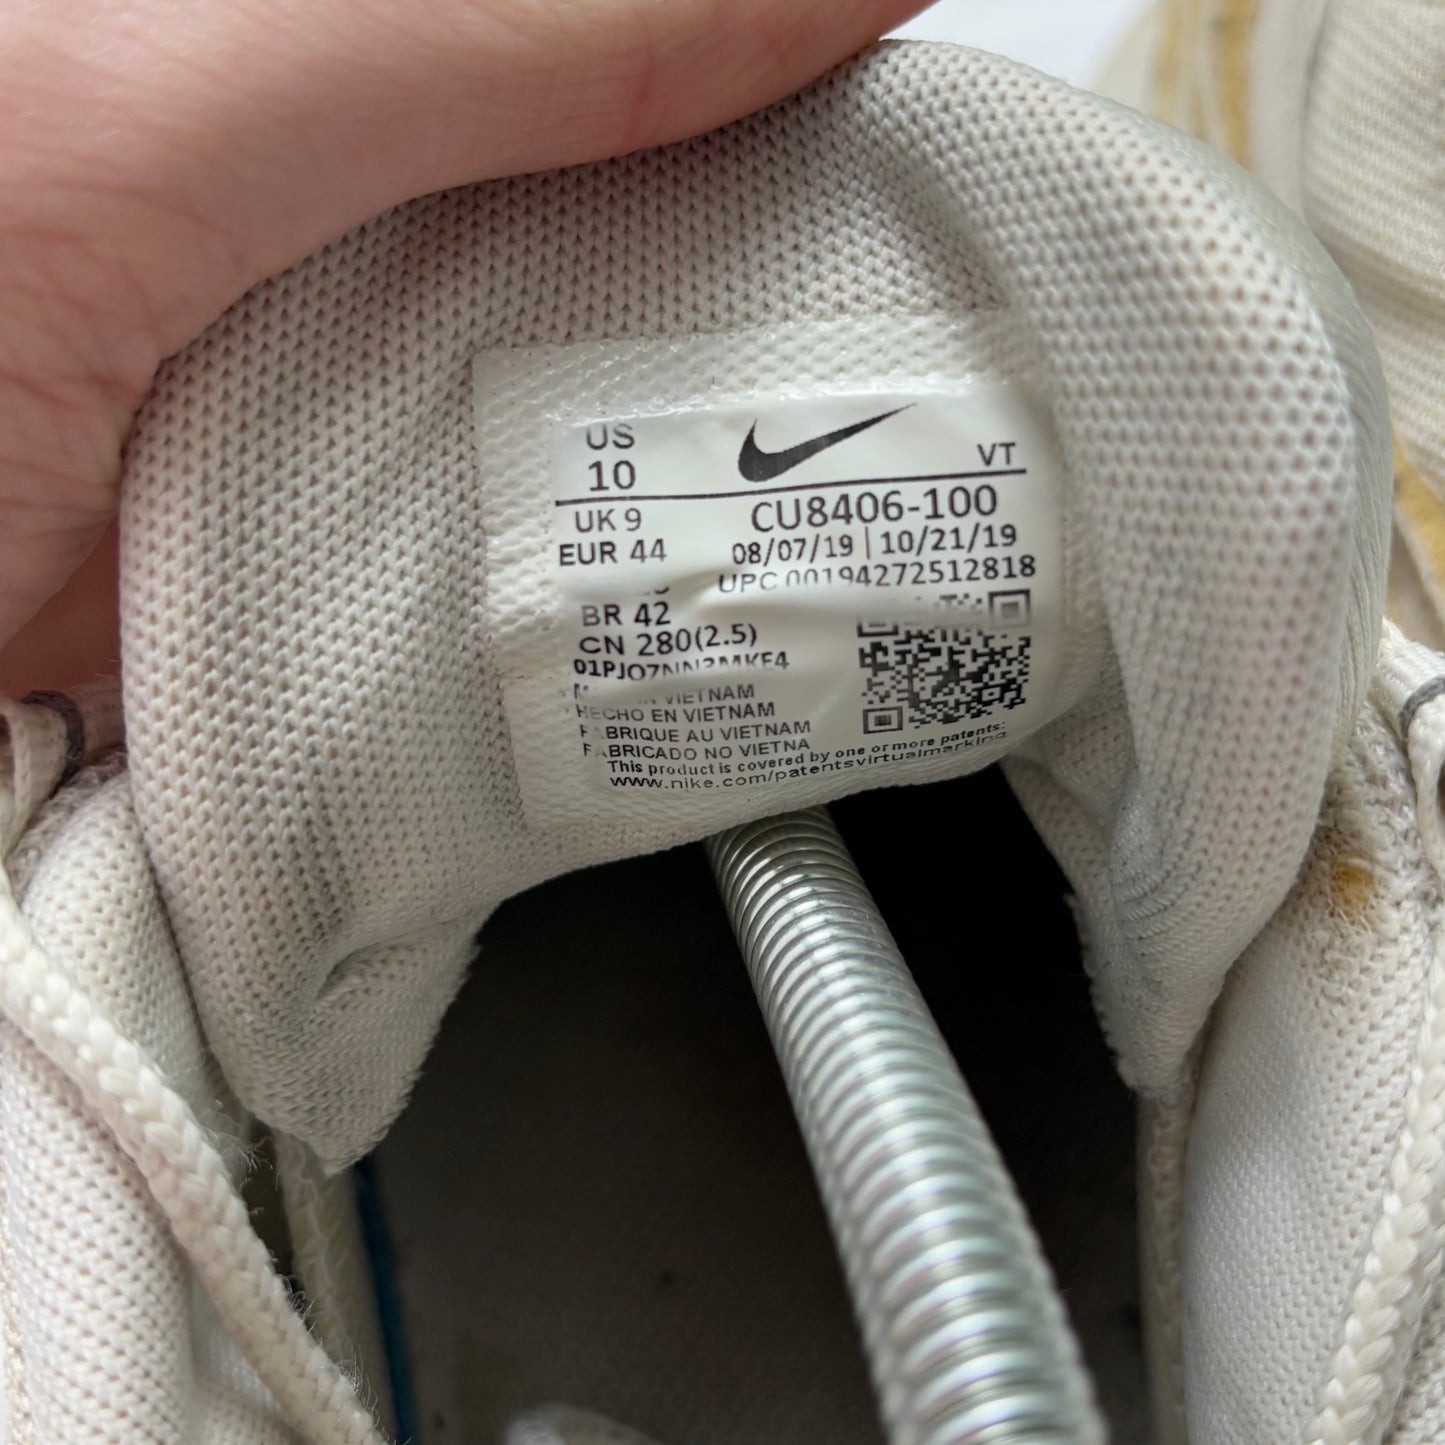 US
10
VT
UK 9
CU8406-100
EUR 44
08/07/19 | 10/21/19
UPC 00194272512818
BR 42
CN 280(2.5)
EN VIETNAM
HECHO EN VIETNAM
FABRIQUE AU VIETNAM
FABRICADO NO VIETNA
This product is covered by one or more patents:
www.nike.com/patentsvirtualmarking